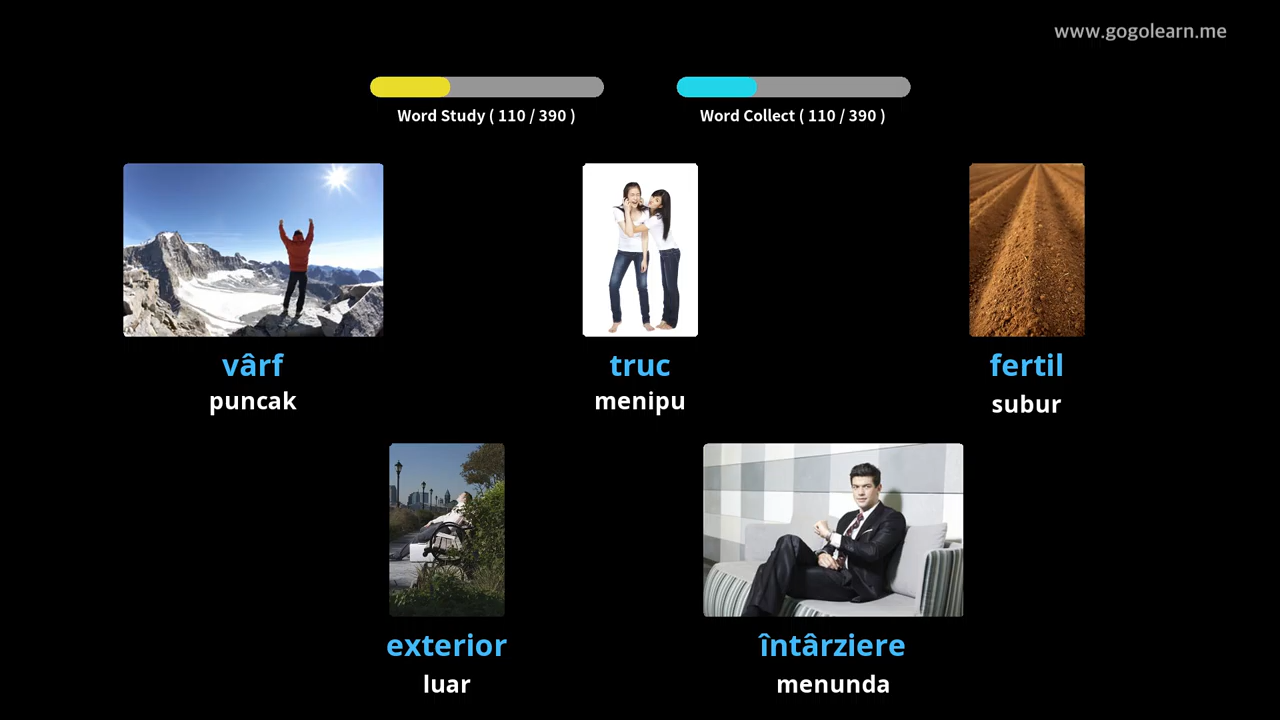 www.gogolearn.me
Word Study ( 110 / 390 )
Word Collect ( 110 / 390 )
vârf
puncak
truc
menipu
fertil
subur
exterior
luar
întârziere
menunda